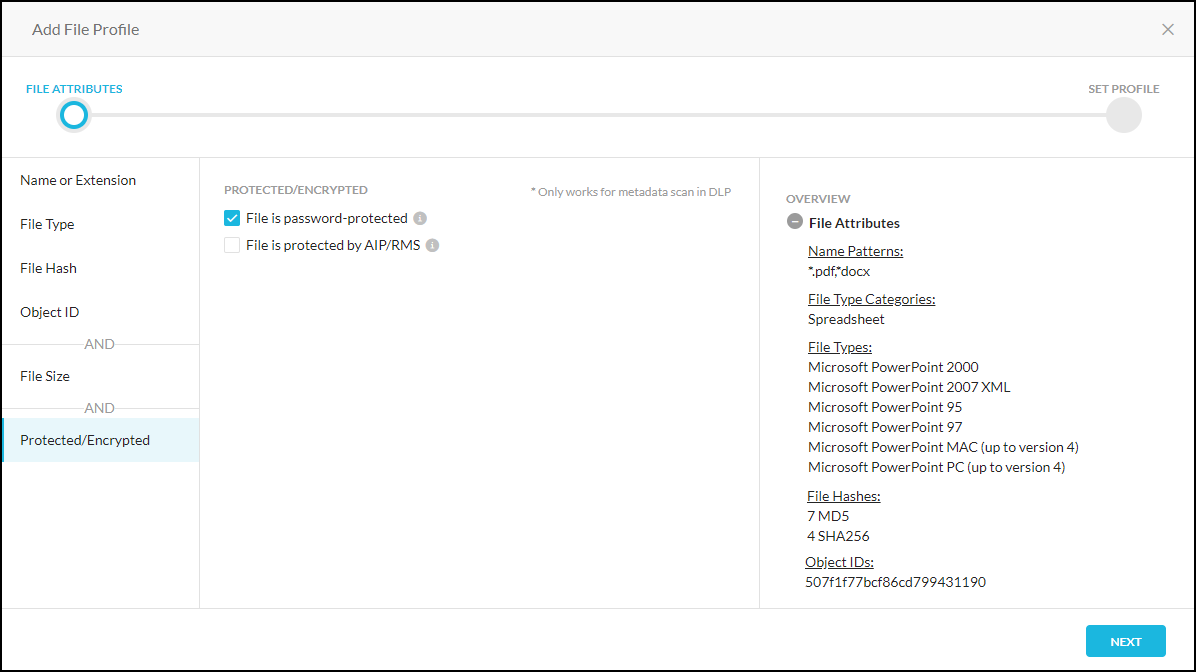 Add File Profile
FILE ATTRIBUTES
SET PROFILE
Name or Extension
File Type
File Hash
Object ID
AND
File Size
AND
Protected/Encrypted
PROTECTED/ENCRYPTED
* Only works for metadata scan in DLP
File is password-protected
File is protected by AIP/RMS
OVERVIEW
File Attributes
Name Patterns:
*.pdf,*docx
File Type Categories:
Spreadsheet
File Types:
Microsoft PowerPoint 2000
Microsoft PowerPoint 2007 XML
Microsoft PowerPoint 95
Microsoft PowerPoint 97
Microsoft PowerPoint MAC (up to version 4)
Microsoft PowerPoint PC (up to version 4)
File Hashes:
7 MD5
4 SHA256
Object IDs:
507f1f77bcf86cd799431190
NEXT